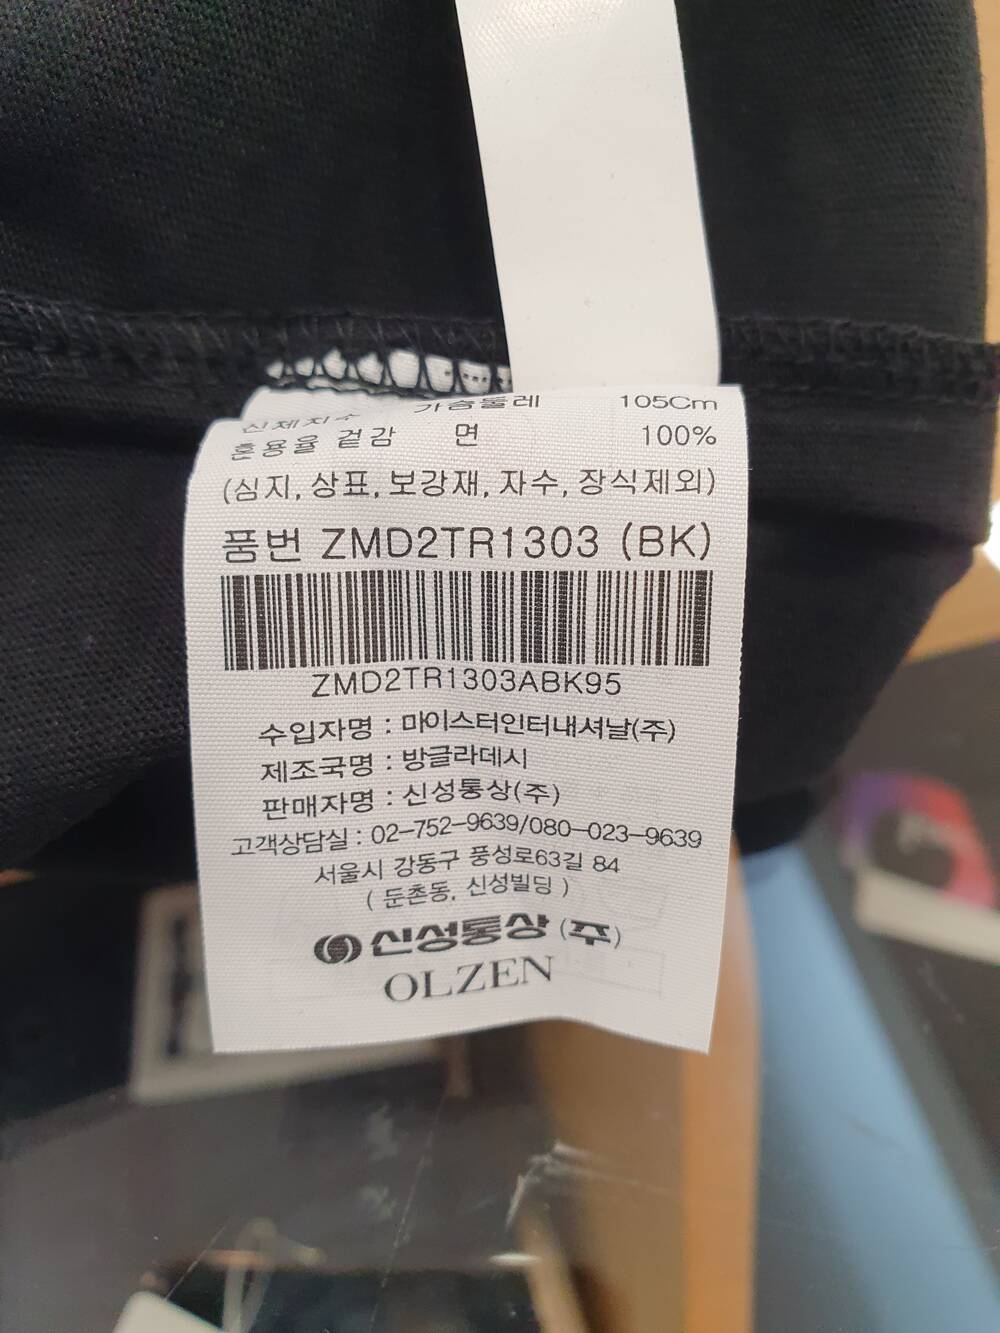 신체치수 가슴둘레 105Cm
혼용율 겉감 면 100%
(심지, 상표, 보강재, 자수, 장식제외)
품번 ZMD2TR1303 (BK)
ZMD2TR1303ABK95
수입자명 : 마이스터인터내셔날(주)
제조국명 : 방글라데시
판매자명 : 신성통상(주)
고객상담실 : 02-752-9639/080-023-9639
서울시 강동구 풍성로63길 84
( 둔촌동, 신성빌딩 )
신성통상 (주)
OLZEN